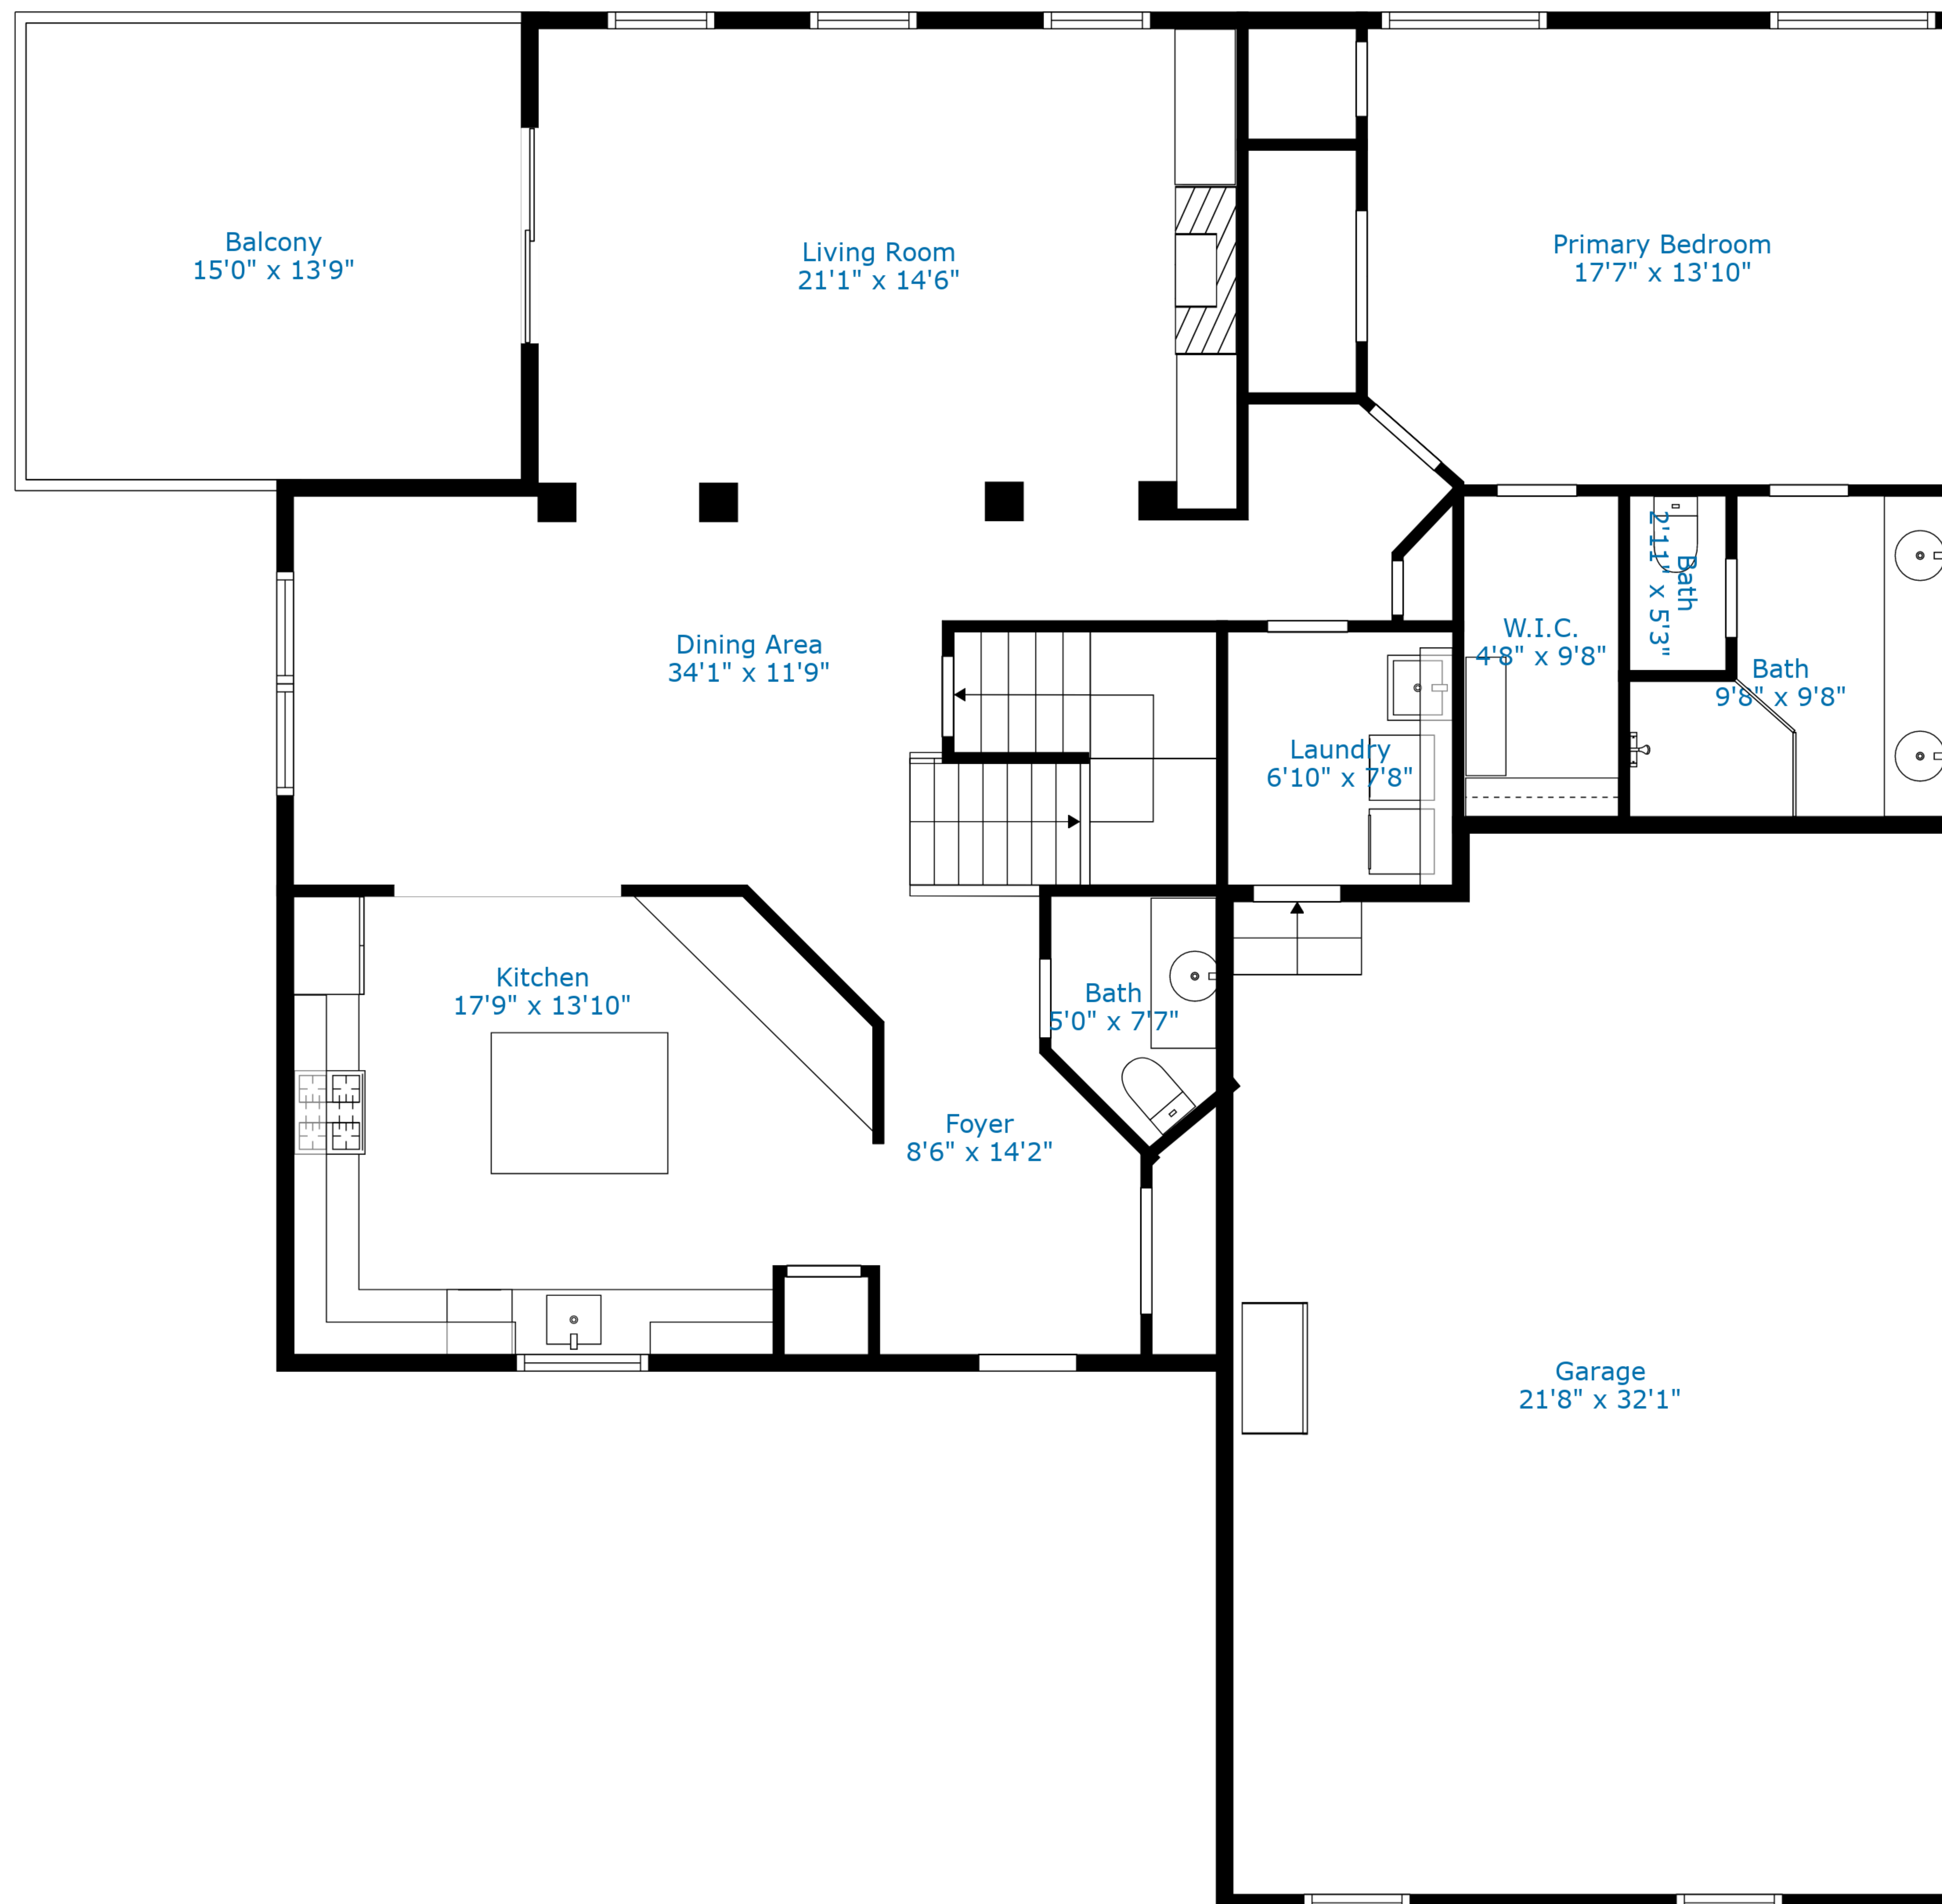 Balcony
15'0" x 13'9"
Living Room
21'1" x 14'6"
Primary Bedroom
17'7" x 13'10"
Dining Area
34'1" x 11'9"
Laundry
6'10" x 7'8"
W.I.C.
4'8" x 9'8"
Bath
2'11" x 5'3"
Bath
9'8" x 9'8"
Kitchen
17'9" x 13'10"
Bath
5'0" x 7'7"
Foyer
8'6" x 14'2"
Garage
21'8" x 32'1"